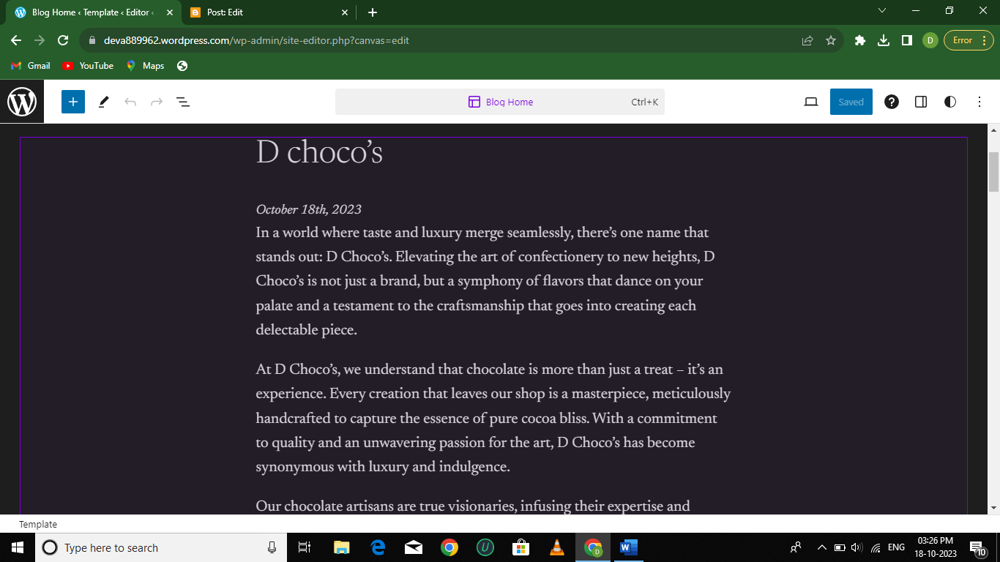 Blog Home ‹ Template ‹ Editor ‹
Post: Edit
deva889962.wordpress.com/wp-admin/site-editor.php?canvas=edit
D
Error
Gmail
YouTube
Maps
Blog Home
Ctrl+K
Saved
D choco’s
October 18th, 2023
In a world where taste and luxury merge seamlessly, there’s one name that
stands out: D Choco’s. Elevating the art of confectionery to new heights, D
Choco’s is not just a brand, but a symphony of flavors that dance on your
palate and a testament to the craftsmanship that goes into creating each
delectable piece.
At D Choco’s, we understand that chocolate is more than just a treat – it’s an
experience. Every creation that leaves our shop is a masterpiece, meticulously
handcrafted to capture the essence of pure cocoa bliss. With a commitment
to quality and an unwavering passion for the art, D Choco’s has become
synonymous with luxury and indulgence.
Our chocolate artisans are true visionaries, infusing their expertise and
Template
Type here to search
ENG
03:26 PM
18-10-2023
10